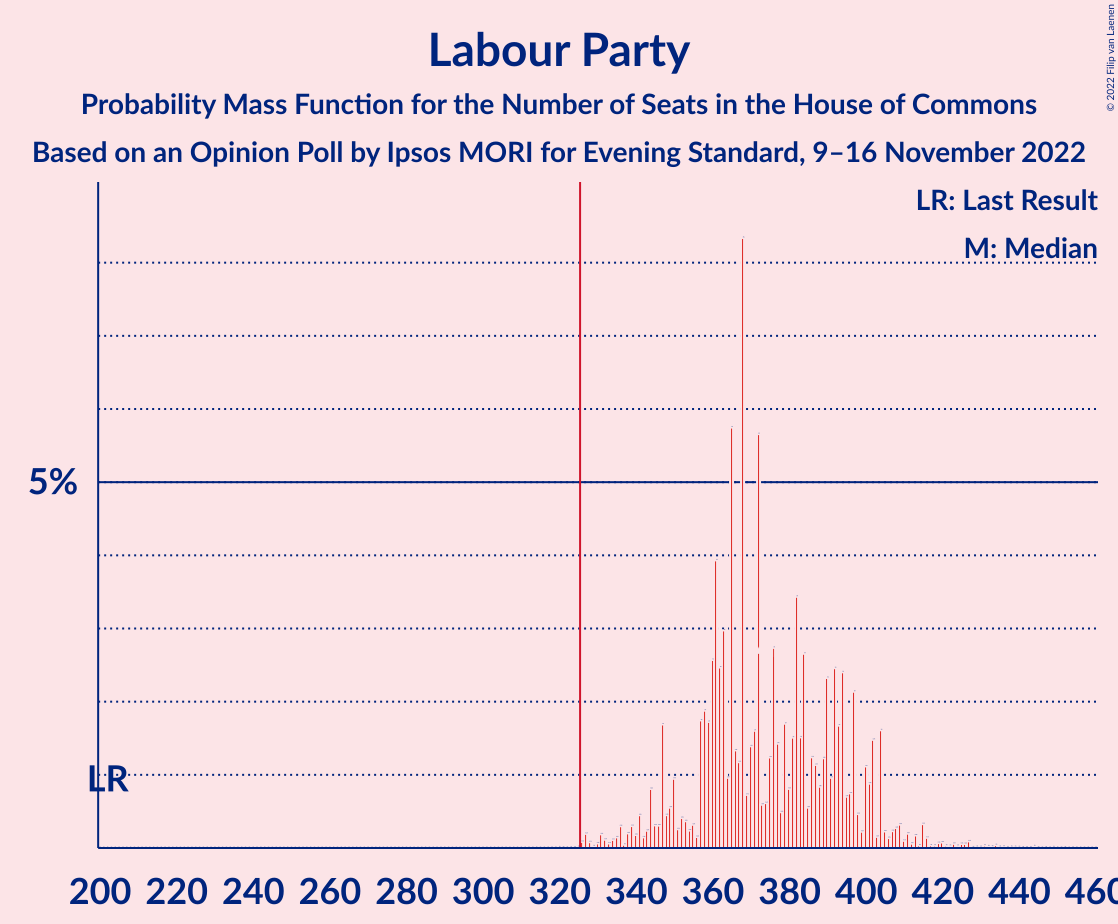 Labour Party
Probability Mass Function for the Number of Seats in the House of Commons
Based on an Opinion Poll by Ipsos MORI for Evening Standard, 9–16 November 2022
© 2022 Filip van Laenen
LR: Last Result
M: Median
5%
LR
200 220 240 260 280 300 320 340 360 380 400 420 440 460